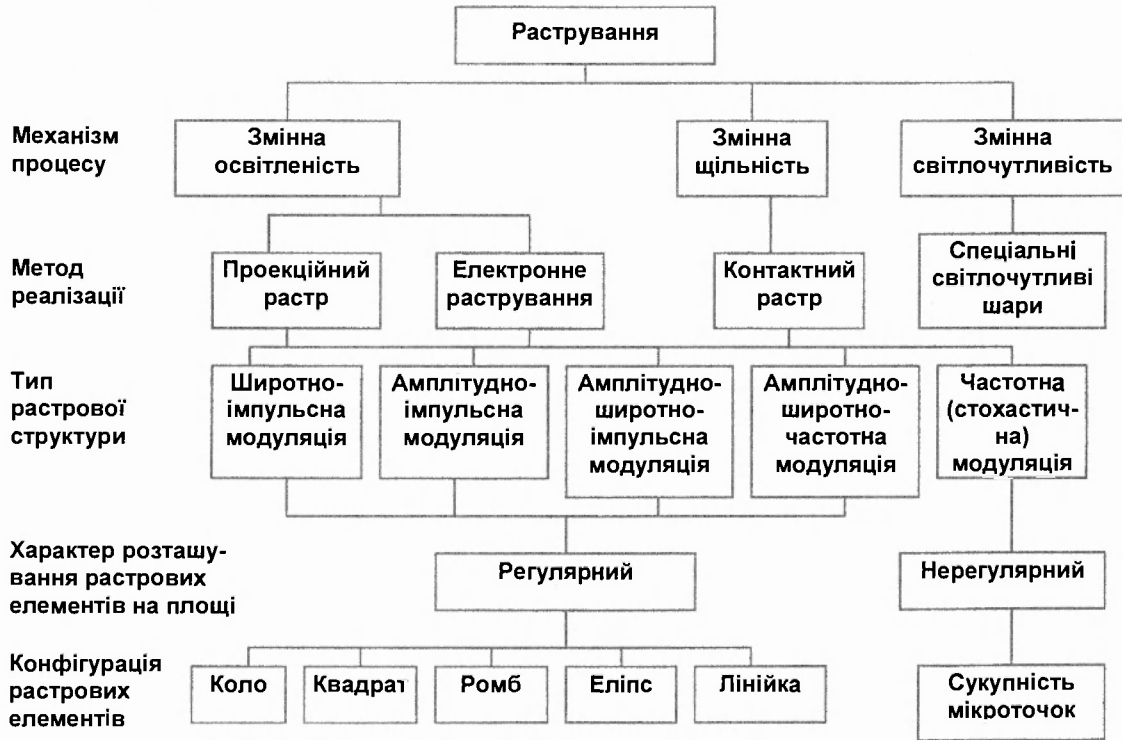 Растрування
Механізм
процесу
Змінна
освітленість
Змінна
щільність
Змінна
світлочутливість
Метод
реалізації
Проекційний
растр
Електронне
растрування
Контактний
растр
Спеціальні
світлочутливі
шари
Тип
растрової
структури
Широтно-
імпульсна
модуляція
Амплітудно-
імпульсна
модуляція
Амплітудно-
широтно-
імпульсна
модуляція
Амплітудно-
широтно-
частотна
модуляція
Частотна
(стохастич-
на)
модуляція
Характер розташу-
вання растрових
елементів на площі
Регулярний
Нерегулярний
Конфігурація
растрових
елементів
Коло
Квадрат
Ромб
Еліпс
Лінійка
Сукупність
мікроточок